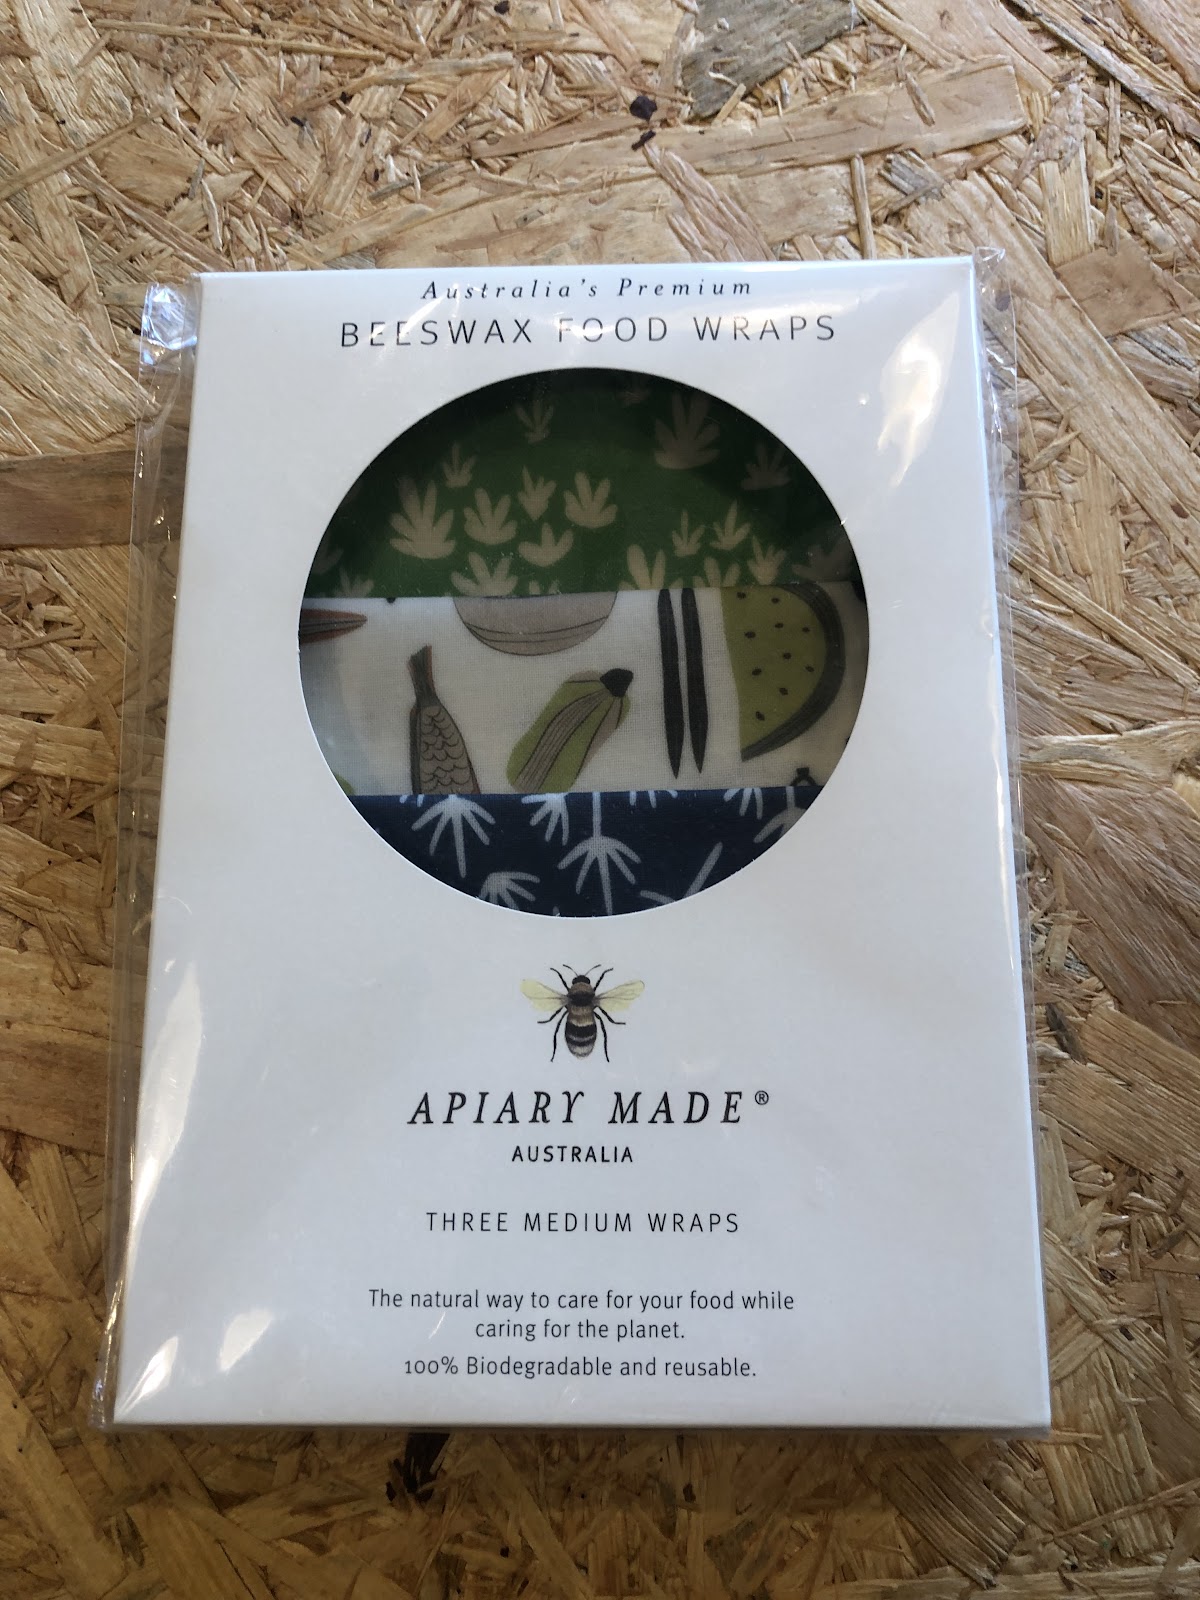 Australia's Premium
BEESWAX FOOD WRAPS
APIARY MADE®
AUSTRALIA
THREE MEDIUM WRAPS
The natural way to care for your food while
caring for the planet.
100% Biodegradable and reusable.